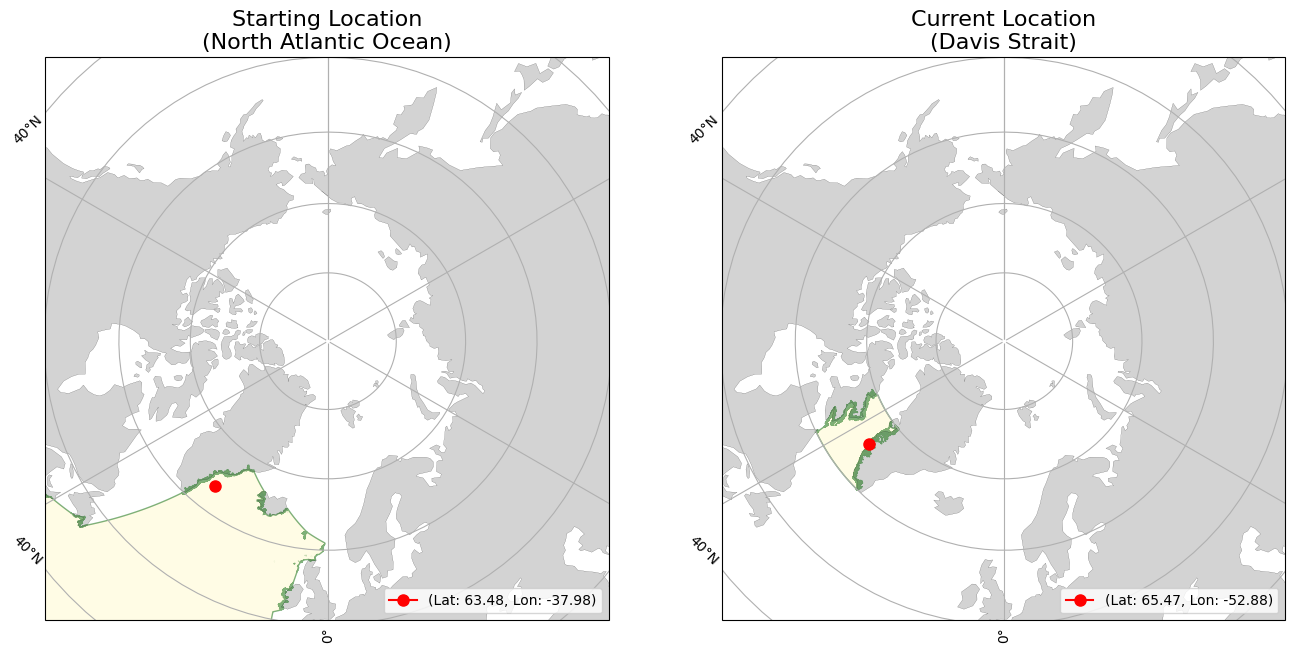 Starting Location
(North Atlantic Ocean)
40°N
40°N
0°
(Lat: 63.48, Lon: -37.98)
Current Location
(Davis Strait)
40°N
40°N
0°
(Lat: 65.47, Lon: -52.88)